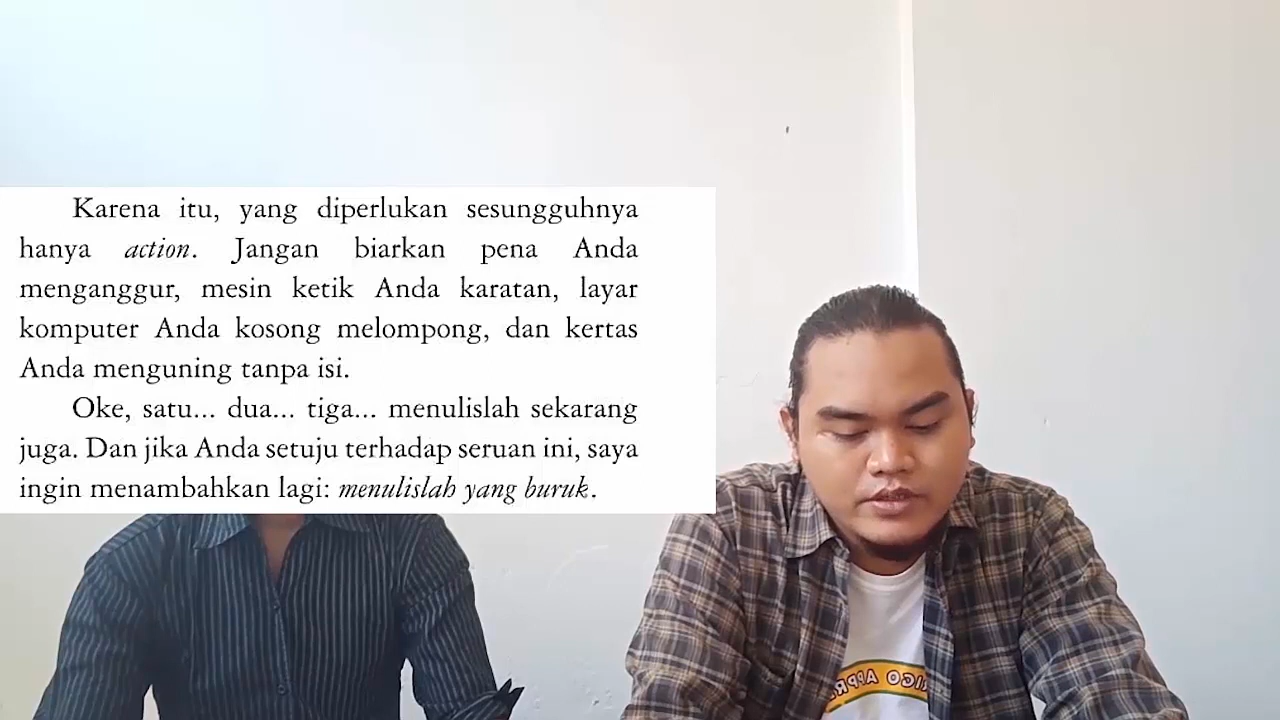 Karena itu, yang diperlukan sesungguhnya
hanya action. Jangan biarkan pena Anda
menganggur, mesin ketik Anda karatan, layar
komputer Anda kosong melompong, dan kertas
Anda menguning tanpa isi.
Oke, satu... dua... tiga... menulislah sekarang
juga. Dan jika Anda setuju terhadap seruan ini, saya
ingin menambahkan lagi: menulislah yang buruk.